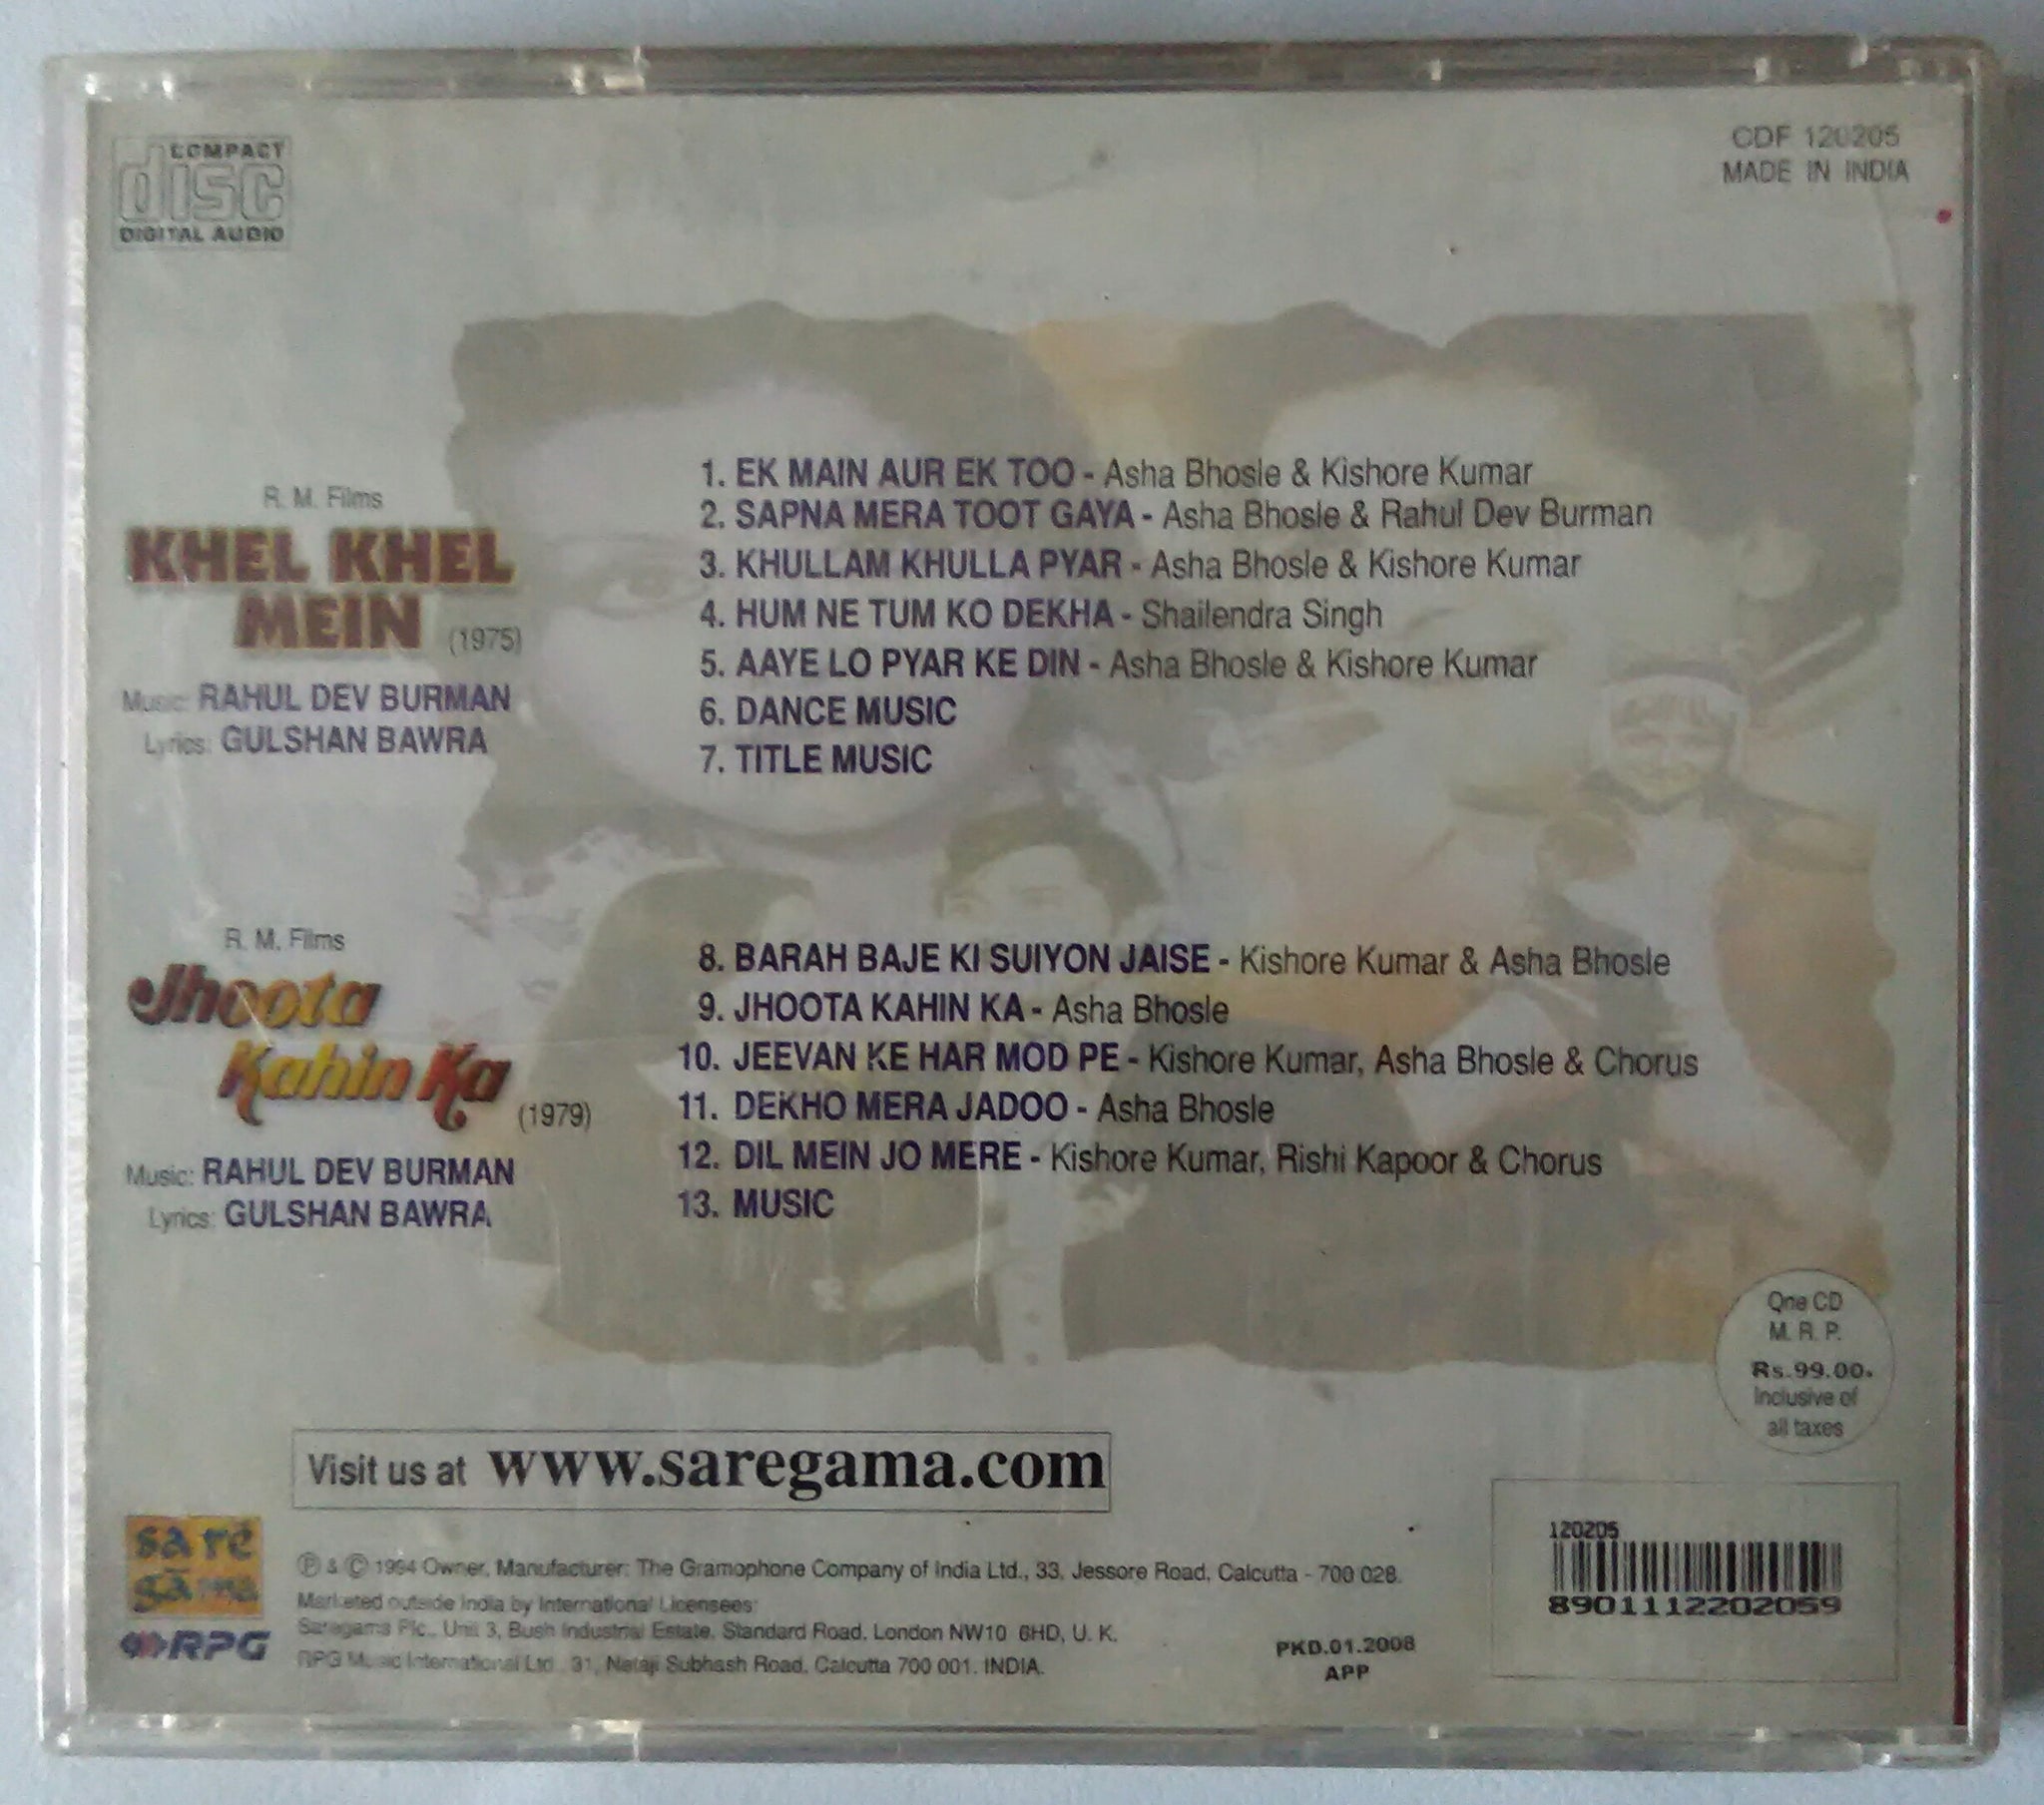 COMPACT
disc
DIGITAL AUDIO
CDF 120205
MADE IN INDIA
R. M. Films
KHEL KHEL
MEIN (1975)
Music: RAHUL DEV BURMAN
Lyrics: GULSHAN BAWRA
1. EK MAIN AUR EK TOO - Asha Bhosle & Kishore Kumar
2. SAPNA MERA TOOT GAYA - Asha Bhosle & Rahul Dev Burman
3. KHULLAM KHULLA PYAR - Asha Bhosle & Kishore Kumar
4. HUM NE TUM KO DEKHA - Shailendra Singh
5. AAYE LO PYAR KE DIN - Asha Bhosle & Kishore Kumar
6. DANCE MUSIC
7. TITLE MUSIC
R. M. Films
Jhoota
Kahin Ka (1979)
Music: RAHUL DEV BURMAN
Lyrics: GULSHAN BAWRA
8. BARAH BAJE KI SUIYON JAISE - Kishore Kumar & Asha Bhosle
9. JHOOTA KAHIN KA - Asha Bhosle
10. JEEVAN KE HAR MOD PE - Kishore Kumar, Asha Bhosle & Chorus
11. DEKHO MERA JADOO - Asha Bhosle
12. DIL MEIN JO MERE - Kishore Kumar, Rishi Kapoor & Chorus
13. MUSIC
One CD
M. R. P.
Rs.99.00.
Inclusive of
all taxes
Visit us at www.saregama.com
sa re
gama
RPG
Ⓟ & © 1994 Owner, Manufacturer: The Gramophone Company of India Ltd., 33, Jessore Road, Calcutta - 700 028.
Marketed outside India by International Licensees:
Saregama Plc., Unit 3, Bush Industrial Estate, Standard Road, London NW10 6HD, U. K.
RPG Music International Ltd., 31, Netaji Subhash Road, Calcutta 700 001. INDIA.
PKD.01.2008
APP
120205
8901112202059